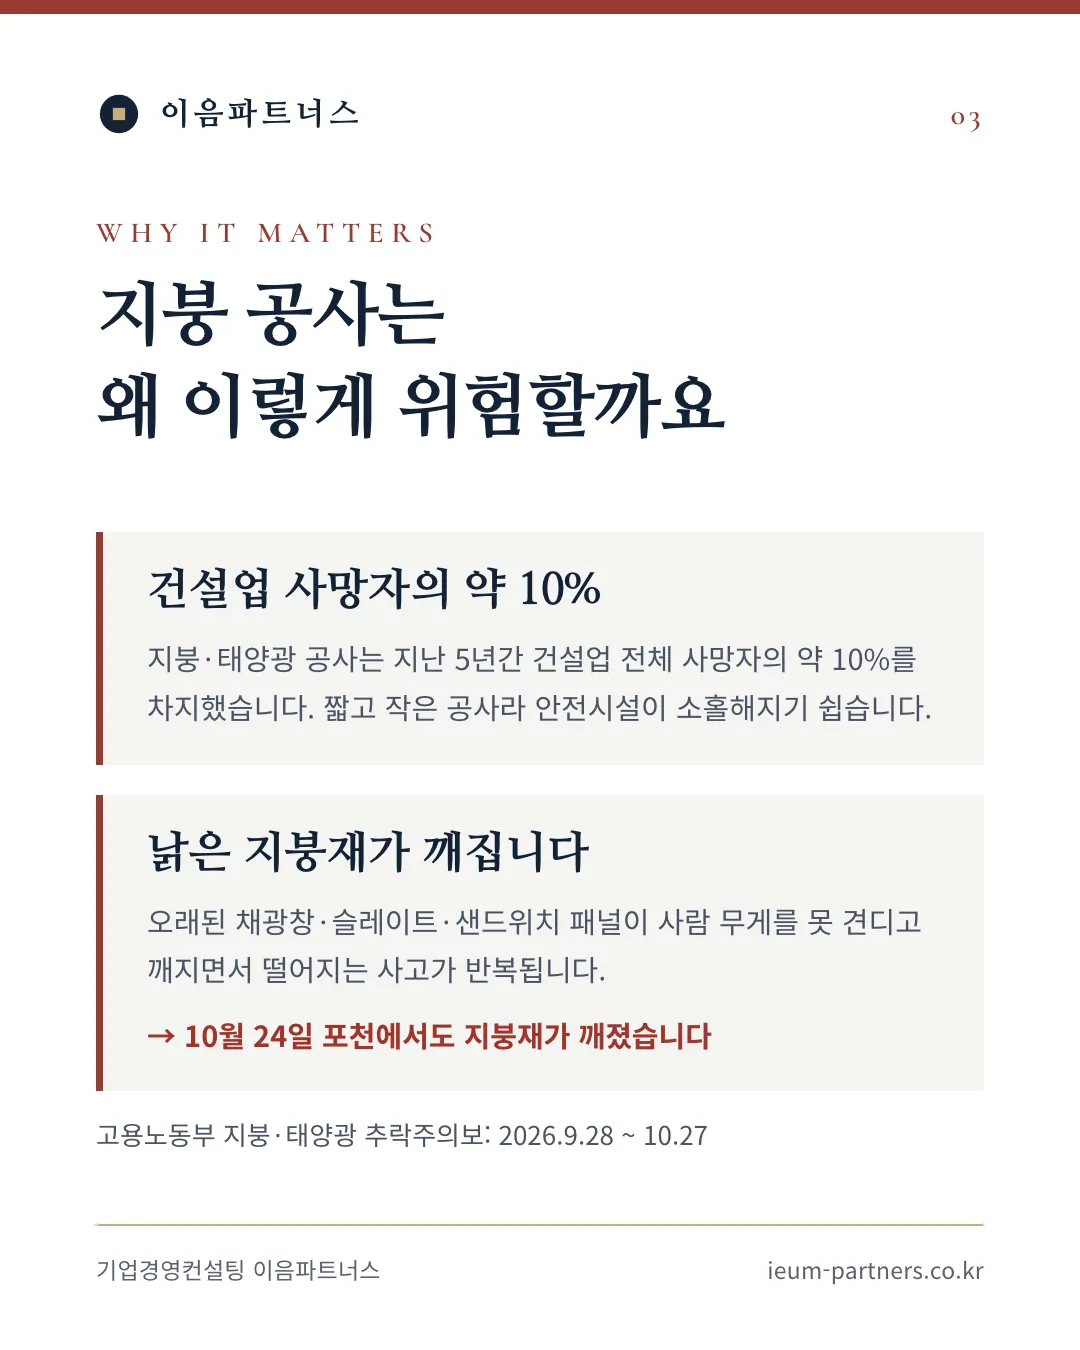 이음파트너스
03
WHY IT MATTERS
지붕 공사는
왜 이렇게 위험할까요
건설업 사망자의 약 10%
지붕·태양광 공사는 지난 5년간 건설업 전체 사망자의 약 10%를
차지했습니다. 짧고 작은 공사라 안전시설이 소홀해지기 쉽습니다.
낡은 지붕재가 깨집니다
오래된 채광창·슬레이트·샌드위치 패널이 사람 무게를 못 견디고
깨지면서 떨어지는 사고가 반복됩니다.
→ 10월 24일 포천에서도 지붕재가 깨졌습니다
고용노동부 지붕·태양광 추락주의보: 2026.9.28 ~ 10.27
기업경영컨설팅 이음파트너스
ieum-partners.co.kr